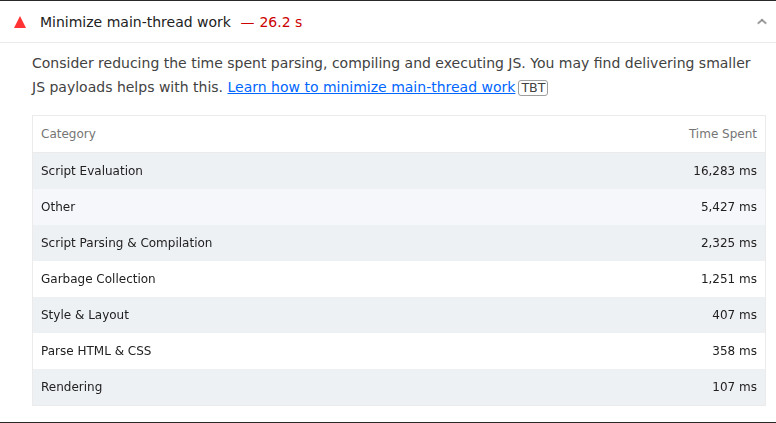 Minimize main-thread work — 26.2 s
Consider reducing the time spent parsing, compiling and executing JS. You may find delivering smaller
JS payloads helps with this. Learn how to minimize main-thread work TBT
Category Time Spent
Script Evaluation 16,283 ms
Other 5,427 ms
Script Parsing & Compilation 2,325 ms
Garbage Collection 1,251 ms
Style & Layout 407 ms
Parse HTML & CSS 358 ms
Rendering 107 ms